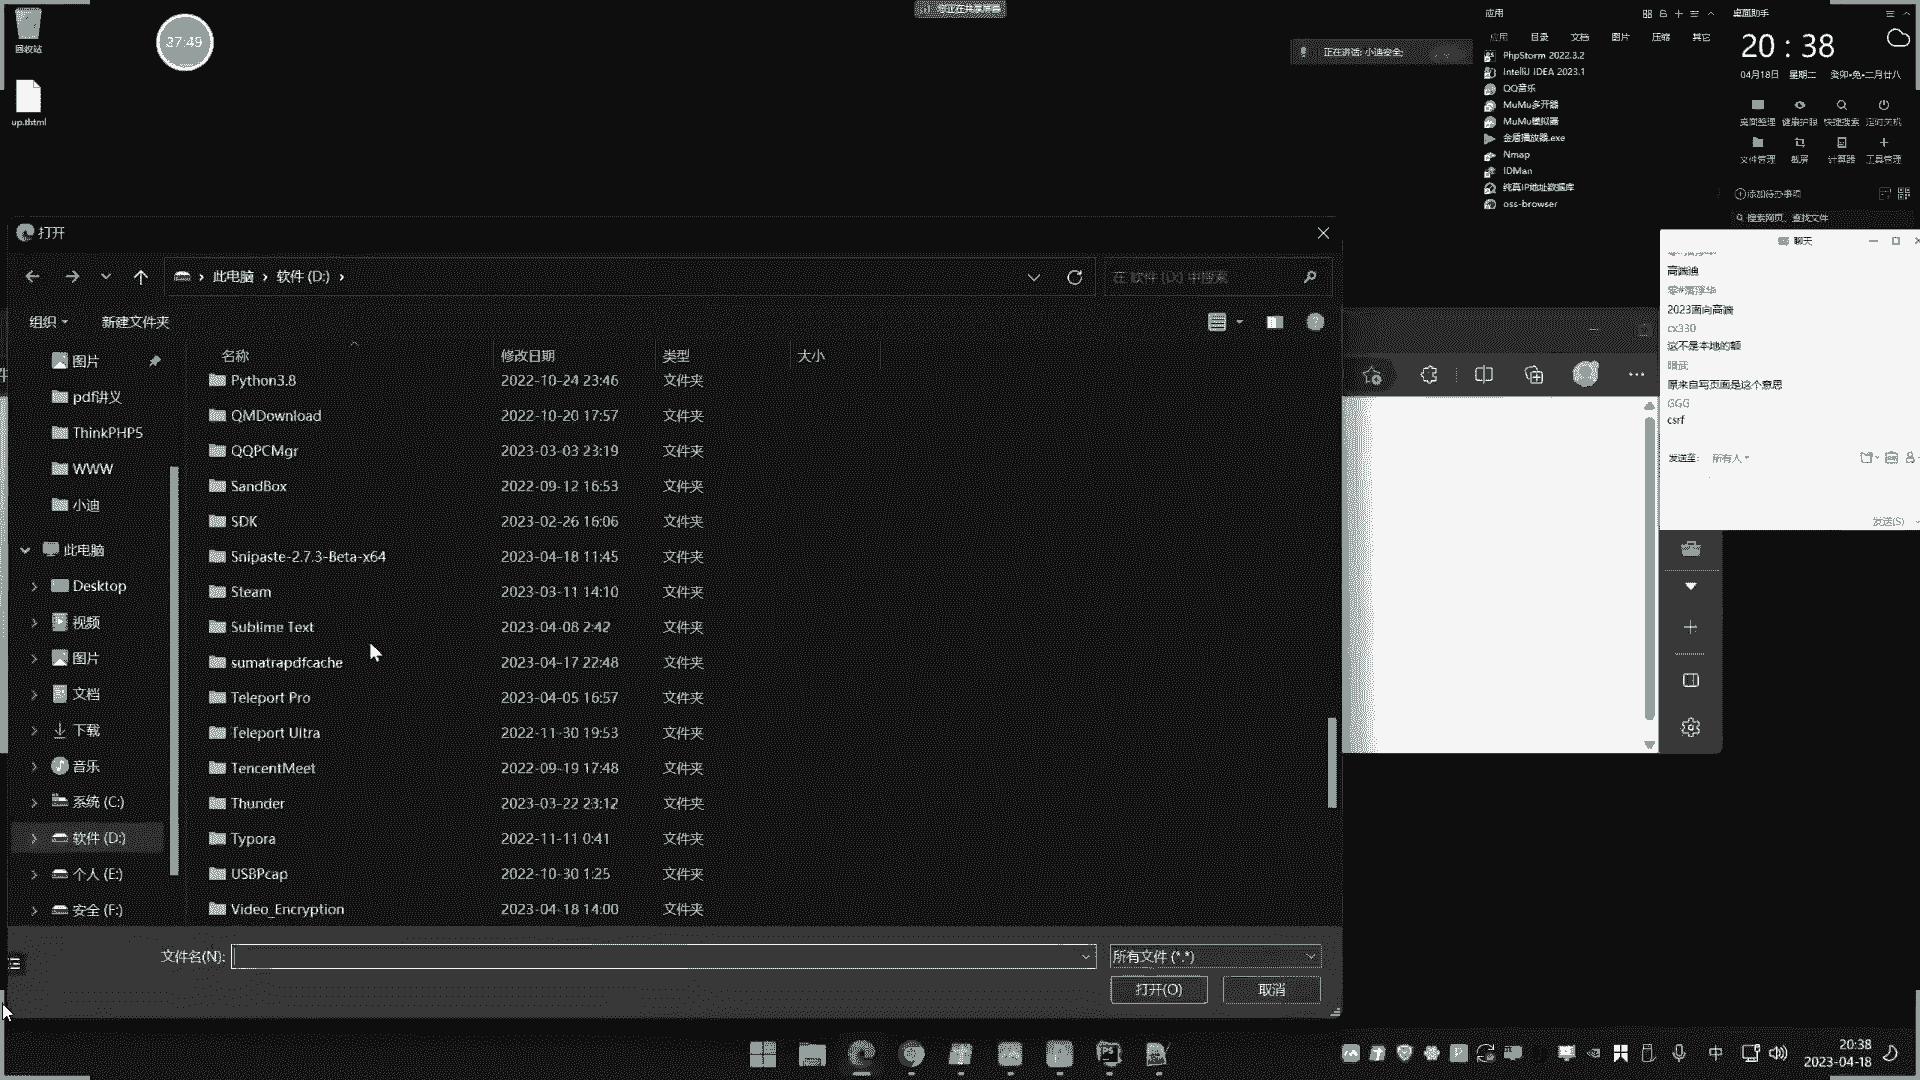 回收站
up.thtml
27:49
您正在共享屏幕
正在讲话: 小迪安全;
应用
应用 目录 文档 图片 压缩 其它
PhpStorm 2022.3.2
IntelliJ IDEA 2023.1
QQ音乐
MuMu多开器
MuMu模拟器
金盾播放器.exe
Nmap
IDMan
纯真IP地址数据库
oss-browser
桌面助手
20 : 38
04月18日 星期二 癸卯•兔•二月廿八
桌面整理 健康护眼 快捷搜索 定时关机
文件管理 截屏 计算器 工具管理
添加待办事项
搜索网页、查找文件
聊天
高端迪
2023面向高端
cx330
这不是本地的额
暗武
原来自写页面是这个意思
GGG
csrf
发送至: 所有人
发送(S)
打开
此电脑 › 软件 (D:) ›
在 软件 (D:) 中搜索
组织 新建文件夹
名称 修改日期 类型 大小
图片
pdf讲义
ThinkPHP5
WWW
小迪
此电脑
Desktop
视频
图片
文档
下载
音乐
系统 (C:)
软件 (D:)
个人 (E:)
安全 (F:)
Python3.8 2022-10-24 23:46 文件夹
QMDownload 2022-10-20 17:57 文件夹
QQPCMgr 2023-03-03 23:19 文件夹
SandBox 2022-09-12 16:53 文件夹
SDK 2023-02-26 16:06 文件夹
Snipaste-2.7.3-Beta-x64 2023-04-18 11:45 文件夹
Steam 2023-03-11 14:10 文件夹
Sublime Text 2023-04-08 2:42 文件夹
sumatrapdfcache 2023-04-17 22:48 文件夹
Teleport Pro 2023-04-05 16:57 文件夹
Teleport Ultra 2022-11-30 19:53 文件夹
TencentMeet 2022-09-19 17:48 文件夹
Thunder 2023-03-22 23:12 文件夹
Typora 2022-11-11 0:41 文件夹
USBPcap 2022-10-30 1:25 文件夹
Video_Encryption 2023-04-18 14:00 文件夹
文件名(N):
所有文件 (*.*)
打开(O) 取消
中
20:38
2023-04-18